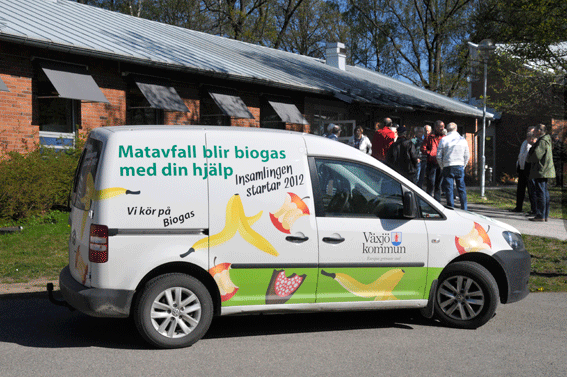 Matavfall blir biogas
med din hjälp
Insamlingen
startar 2012
Vi kör på
Biogas
Växjö
kommun